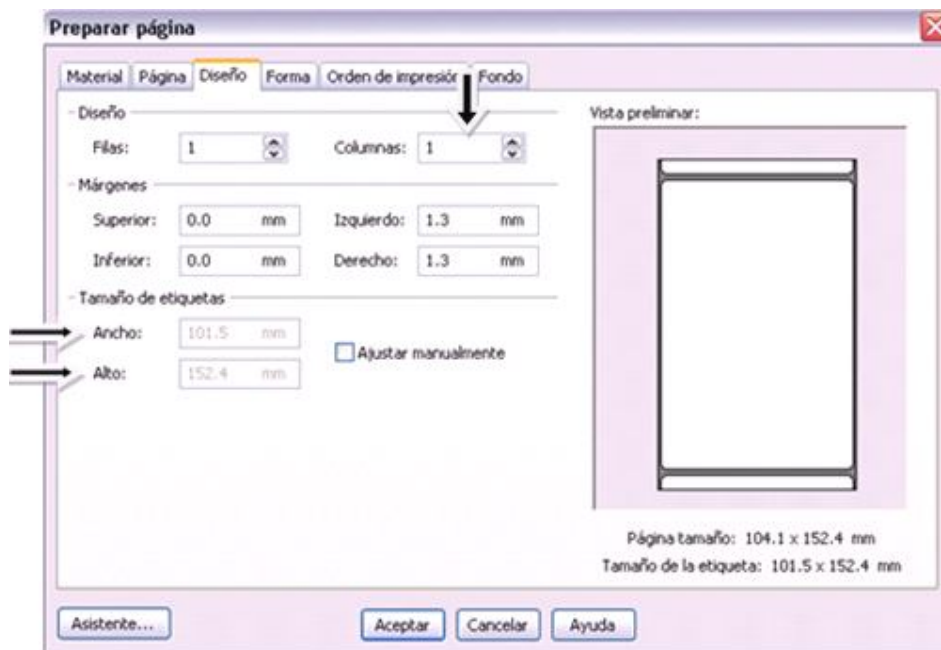 Preparar página
Material Página Diseño Forma Orden de impresión Fondo
Diseño
Filas: 1 Columnas: 1
Márgenes
Superior: 0.0 mm Izquierdo: 1.3 mm
Inferior: 0.0 mm Derecho: 1.3 mm
Tamaño de etiquetas
Ancho: 101.5 mm
Ajustar manualmente
Alto: 152.4 mm
Vista preliminar:
Página tamaño: 104.1 x 152.4 mm
Tamaño de la etiqueta: 101.5 x 152.4 mm
Asistente... Aceptar Cancelar Ayuda